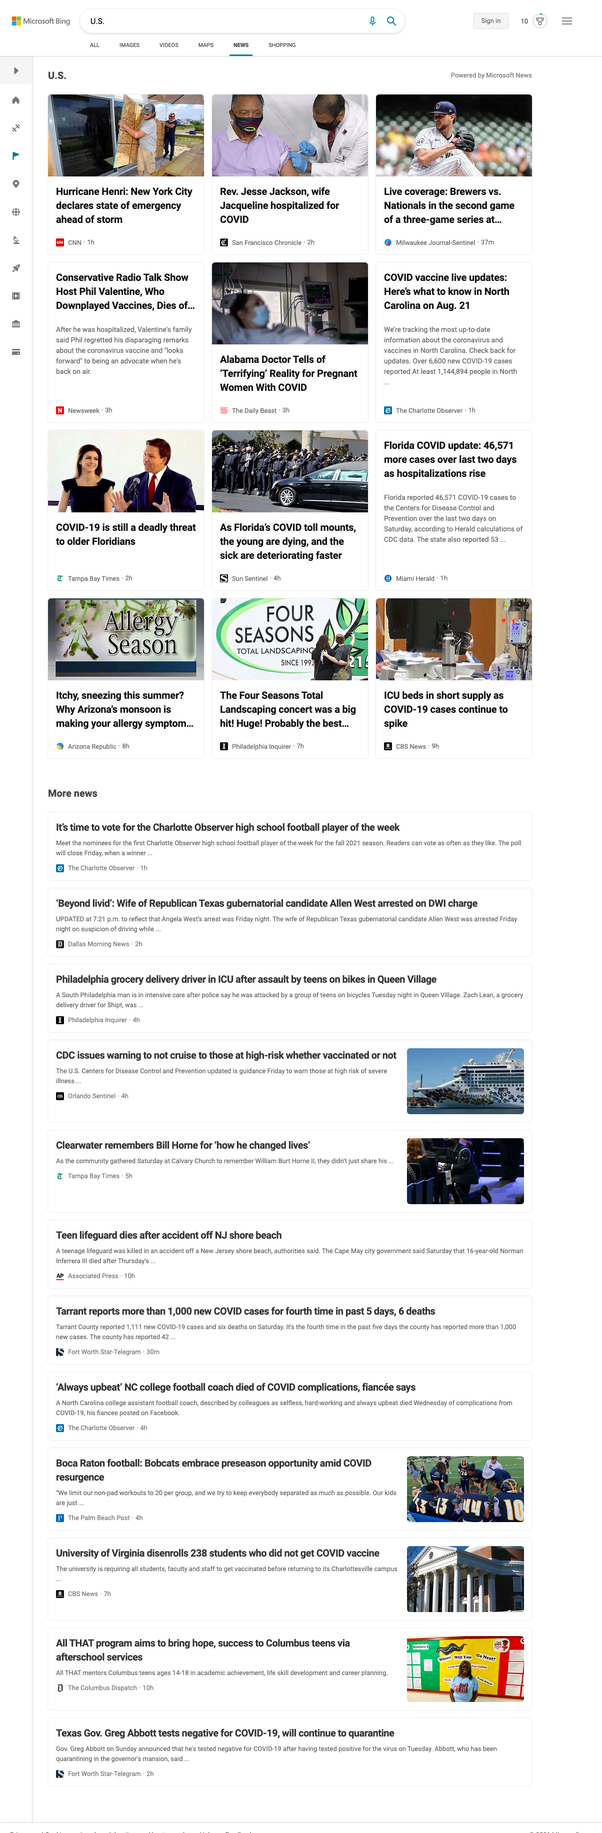 Microsoft Bing
U.S.
Sign in
10
ALL
IMAGES
VIDEOS
MAPS
NEWS
SHOPPING
U.S.
Powered by Microsoft News
Hurricane Henri: New York City
declares state of emergency
ahead of storm
CNN · 1h
Rev. Jesse Jackson, wife
Jacqueline hospitalized for
COVID
San Francisco Chronicle · 2h
Live coverage: Brewers vs.
Nationals in the second game
of a three-game series at…
Milwaukee Journal-Sentinel · 37m
Conservative Radio Talk Show
Host Phil Valentine, Who
Downplayed Vaccines, Dies of…
After he was hospitalized, Valentine's family
said Phil regretted his disparaging remarks
about the coronavirus vaccine and "looks
forward" to being an advocate when he's
back on air.
Newsweek · 3h
Alabama Doctor Tells of
‘Terrifying’ Reality for Pregnant
Women With COVID
The Daily Beast · 3h
COVID vaccine live updates:
Here’s what to know in North
Carolina on Aug. 21
We're tracking the most up-to-date
information about the coronavirus and
vaccines in North Carolina. Check back for
updates. Over 6,600 new COVID-19 cases
reported At least 1,144,894 people in North
...
The Charlotte Observer · 1h
COVID-19 is still a deadly threat
to older Floridians
Tampa Bay Times · 2h
As Florida’s COVID toll mounts,
the young are dying, and the
sick are deteriorating faster
Sun Sentinel · 4h
Florida COVID update: 46,571
more cases over last two days
as hospitalizations rise
Florida reported 46,571 COVID-19 cases to
the Centers for Disease Control and
Prevention over the last two days on
Saturday, according to Herald calculations of
CDC data. The state also reported 53 ...
Miami Herald · 1h
Allergy
Season
Itchy, sneezing this summer?
Why Arizona's monsoon is
making your allergy symptom…
Arizona Republic · 8h
FOUR
SEASONS
TOTAL LANDSCAPING
SINCE 199
215
The Four Seasons Total
Landscaping concert was a big
hit! Huge! Probably the best…
Philadelphia Inquirer · 7h
ICU beds in short supply as
COVID-19 cases continue to
spike
CBS News · 9h
More news
It’s time to vote for the Charlotte Observer high school football player of the week
Meet the nominees for the first Charlotte Observer high school football player of the week for the fall 2021 season. Readers can vote as often as they like. The poll
will close Friday, when a winner ...
The Charlotte Observer · 1h
‘Beyond livid’: Wife of Republican Texas gubernatorial candidate Allen West arrested on DWI charge
UPDATED at 7:21 p.m. to reflect that Angela West's arrest was Friday night. The wife of Republican Texas gubernatorial candidate Allen West was arrested Friday
night on suspicion of driving while ...
Dallas Morning News · 2h
Philadelphia grocery delivery driver in ICU after assault by teens on bikes in Queen Village
A South Philadelphia man is in intensive care after police say he was attacked by a group of teens on bicycles Tuesday night in Queen Village. Zach Lean, a grocery
delivery driver for Shipt, was ...
Philadelphia Inquirer · 4h
CDC issues warning to not cruise to those at high-risk whether vaccinated or not
The U.S. Centers for Disease Control and Prevention updated is guidance Friday to warn those at high risk of severe
illness ...
Orlando Sentinel · 4h
Clearwater remembers Bill Horne for ‘how he changed lives’
As the community gathered Saturday at Calvary Church to remember William Burt Horne II, they didn't just share his ...
Tampa Bay Times · 5h
Teen lifeguard dies after accident off NJ shore beach
A teenage lifeguard was killed in an accident off a New Jersey shore beach, authorities said. The Cape May city government said Saturday that 16-year-old Norman
Inferrera III died after Thursday's ...
AP Associated Press · 10h
Tarrant reports more than 1,000 new COVID cases for fourth time in past 5 days, 6 deaths
Tarrant County reported 1,111 new COVID-19 cases and six deaths on Saturday. It's the fourth time in the past five days the county has reported more than 1,000
new cases. The county has reported 42 ...
Fort Worth Star-Telegram · 30m
‘Always upbeat’ NC college football coach died of COVID complications, fiancée says
A North Carolina college assistant football coach, described by colleagues as selfless, hard-working and always upbeat died Wednesday of complications from
COVID-19, his fiancee posted on Facebook.
The Charlotte Observer · 4h
Boca Raton football: Bobcats embrace preseason opportunity amid COVID
resurgence
"We limit our non-pad workouts to 20 per group, and we try to keep everybody separated as much as possible. Our kids
are just ...
The Palm Beach Post · 4h
University of Virginia disenrolls 238 students who did not get COVID vaccine
The university is requiring all students, faculty and staff to get vaccinated before returning to its Charlottesville campus
...
CBS News · 7h
All THAT program aims to bring hope, success to Columbus teens via
afterschool services
All THAT mentors Columbus teens ages 14-18 in academic achievement, life skill development and career planning.
The Columbus Dispatch · 10h
Texas Gov. Greg Abbott tests negative for COVID-19, will continue to quarantine
Gov. Greg Abbott on Sunday announced that he's tested negative for COVID-19 after having tested positive for the virus on Tuesday. Abbott, who has been
quarantining in the governor's mansion, said ...
Fort Worth Star-Telegram · 2h